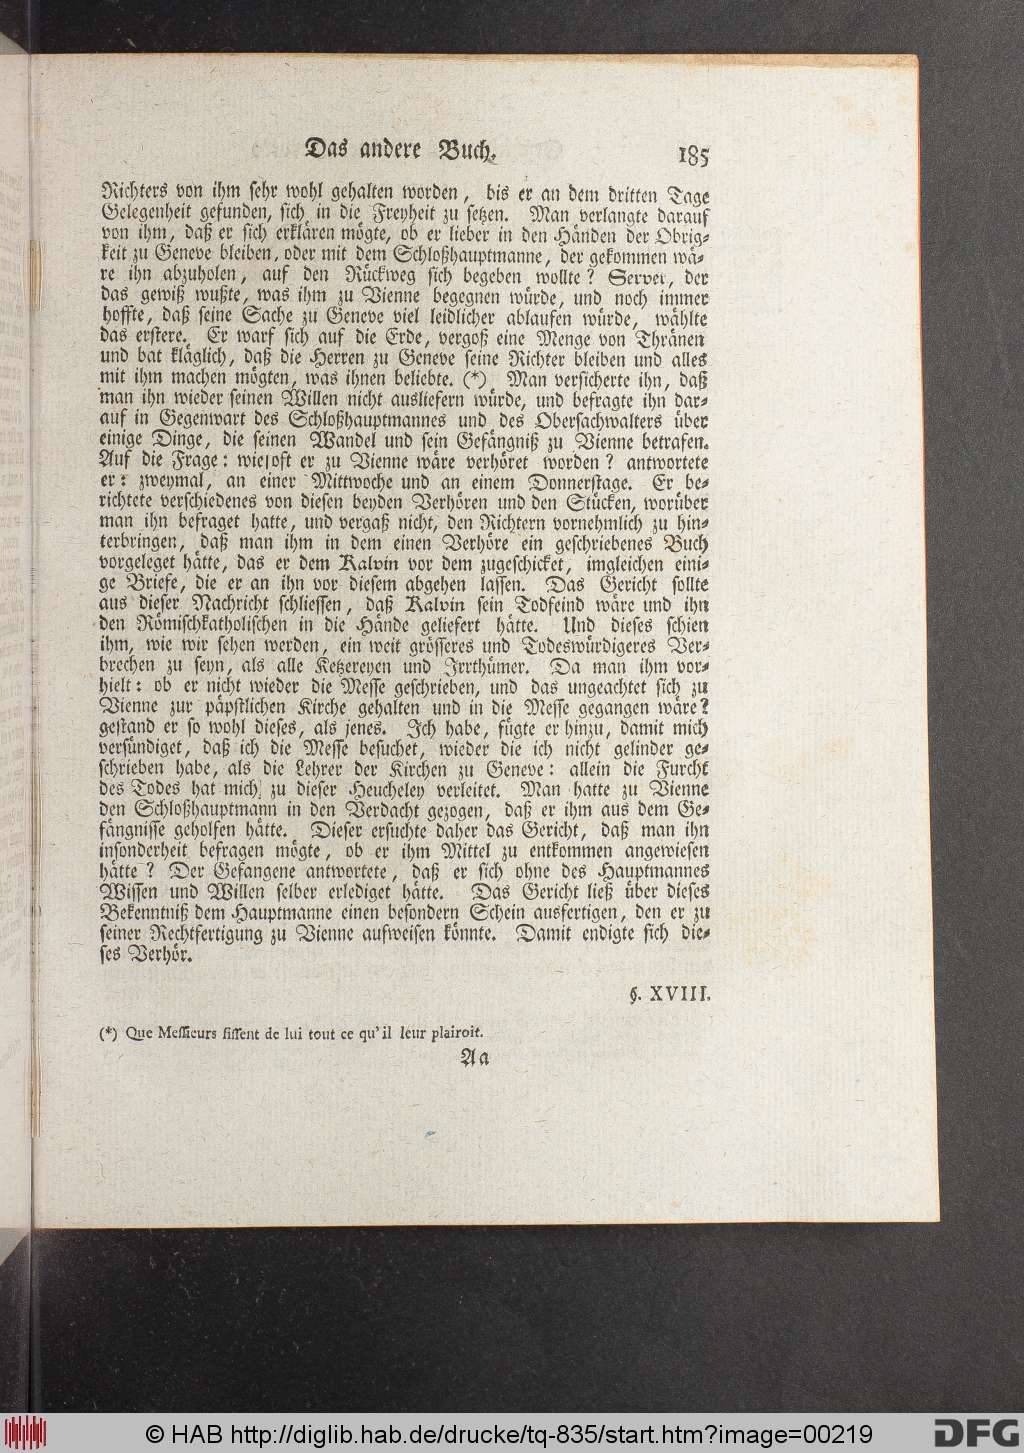 Das andere Buch. 185
Richters von ihm sehr wohl gehalten worden, bis er an dem dritten Tage
Gelegenheit gefunden, sich in die Freyheit zu setzen. Man verlangte darauf
von ihm, daß er sich erklären mögte, ob er lieber in den Händen der Obrig-
keit zu Geneve bleiben, oder mit dem Schloßhauptmanne, der gekommen wä-
re ihn abzuholen, auf den Rückweg sich begeben wollte? Servet, der
das gewiß wußte, was ihm zu Vienne begegnen würde, und noch immer
hoffte, daß seine Sache zu Geneve viel leidlicher ablaufen würde, wählte
das erstere. Er warf sich auf die Erde, vergoß eine Menge von Thränen
und bat kläglich, daß die Herren zu Geneve seine Richter bleiben und alles
mit ihm machen mögten, was ihnen beliebte. (*) Man versicherte ihn, daß
man ihn wieder seinen Willen nicht ausliefern würde, und befragte ihn dar-
auf in Gegenwart des Schloßhauptmannes und des Obersachwalters über
einige Dinge, die seinen Wandel und sein Gefängniß zu Vienne betrafen.
Auf die Frage: wie oft er zu Vienne wäre verhöret worden? antwortete
er: zweymal, an einer Mittwoche und an einem Donnerstage. Er be-
richtete verschiedenes von diesen beyden Verhören und den Stücken, worüber
man ihn befraget hatte, und vergaß nicht, den Richtern vornehmlich zu hin-
terbringen, daß man ihm in dem einen Verhöre ein geschriebenes Buch
vorgeleget hätte, das er dem Kalvin vor dem zugeschicket, imgleichen eini-
ge Briefe, die er an ihn vor diesem abgehen lassen. Das Gericht sollte
aus dieser Nachricht schliessen, daß Kalvin sein Todfeind wäre und ihn
den Römischkatholischen in die Hände geliefert hätte. Und dieses schien
ihm, wie wir sehen werden, ein weit grösseres und Todeswürdigeres Ver-
brechen zu seyn, als alle Ketzereyen und Irrthümer. Da man ihm vor-
hielt: ob er nicht wieder die Messe geschrieben, und das ungeachtet sich zu
Vienne zur päpstlichen Kirche gehalten und in die Messe gegangen wäre?
gestand er so wohl dieses, als jenes. Ich habe, fügte er hinzu, damit mich
versündiget, daß ich die Messe besuchet, wieder die ich nicht gelinder ge-
schrieben habe, als die Lehrer der Kirchen zu Geneve: allein die Furcht
des Todes hat mich zu dieser Heucheley verleitet. Man hatte zu Vienne
den Schloßhauptmann in den Verdacht gezogen, daß er ihm aus dem Ge-
fängnisse geholfen hätte. Dieser ersuchte daher das Gericht, daß man ihn
insonderheit befragen mögte, ob er ihm Mittel zu entkommen angewiesen
hätte? Der Gefangene antwortete, daß er sich ohne des Hauptmannes
Wissen und Willen selber erlediget hätte. Das Gericht ließ über dieses
Bekenntniß dem Hauptmanne einen besondern Schein ausfertigen, den er zu
seiner Rechtfertigung zu Vienne aufweisen könnte. Damit endigte sich die-
ses Verhör.
§. XVIII.
(*) Que Messieurs fissent de lui tout ce qu'il leur plairoit.
Aa
© HAB http://diglib.hab.de/drucke/tq-835/start.htm?image=00219
DFG